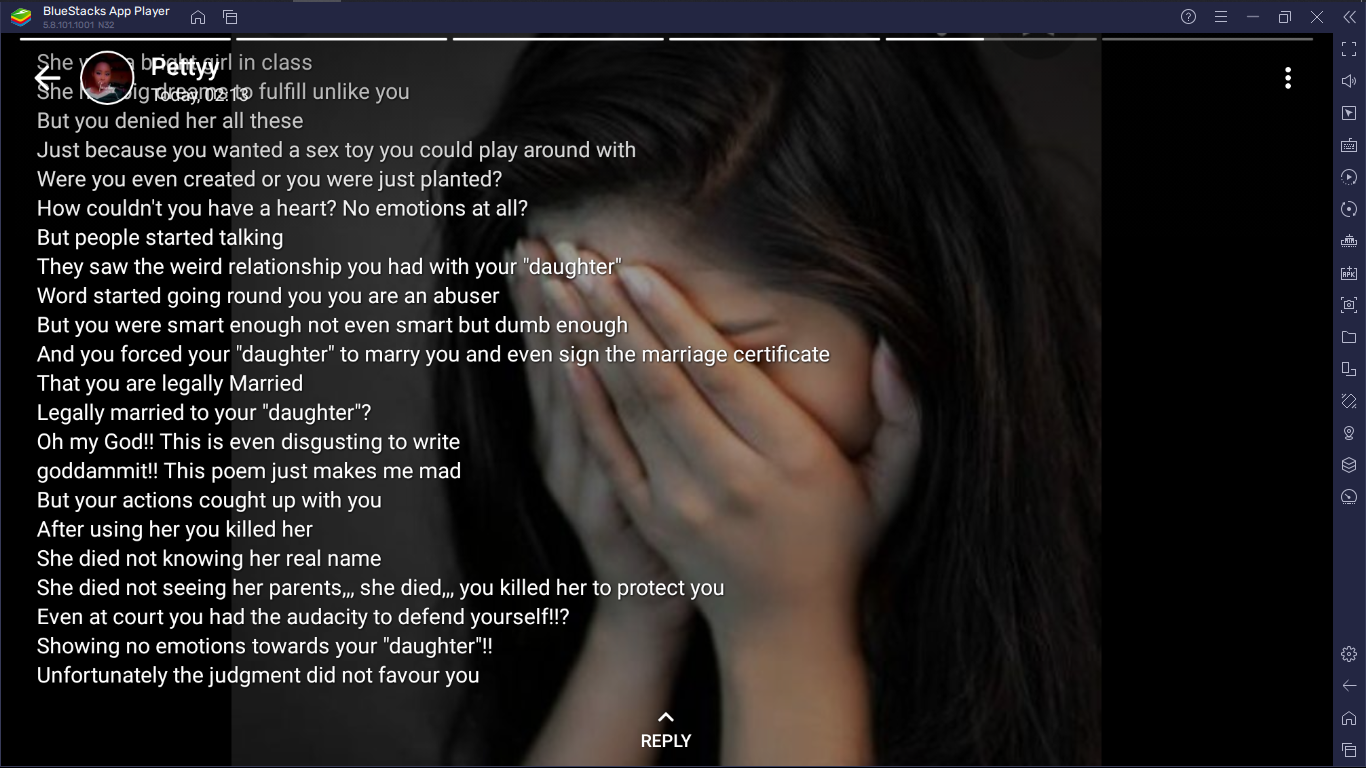 BlueStacks App Player
5.8.101.1001 N32
She bright girl in class
Pettyy
She big dreams to fulfill unlike you
Today, 02:13
But you denied her all these
Just because you wanted a sex toy you could play around with
Were you even created or you were just planted?
How couldn't you have a heart? No emotions at all?
But people started talking
They saw the weird relationship you had with your "daughter"
Word started going round you you are an abuser
But you were smart enough not even smart but dumb enough
And you forced your "daughter" to marry you and even sign the marriage certificate
That you are legally Married
Legally married to your "daughter"?
Oh my God!! This is even disgusting to write
goddammit!! This poem just makes me mad
But your actions cought up with you
After using her you killed her
She died not knowing her real name
She died not seeing her parents,,, she died,,, you killed her to protect you
Even at court you had the audacity to defend yourself!!?
Showing no emotions towards your "daughter"!!
Unfortunately the judgment did not favour you
REPLY